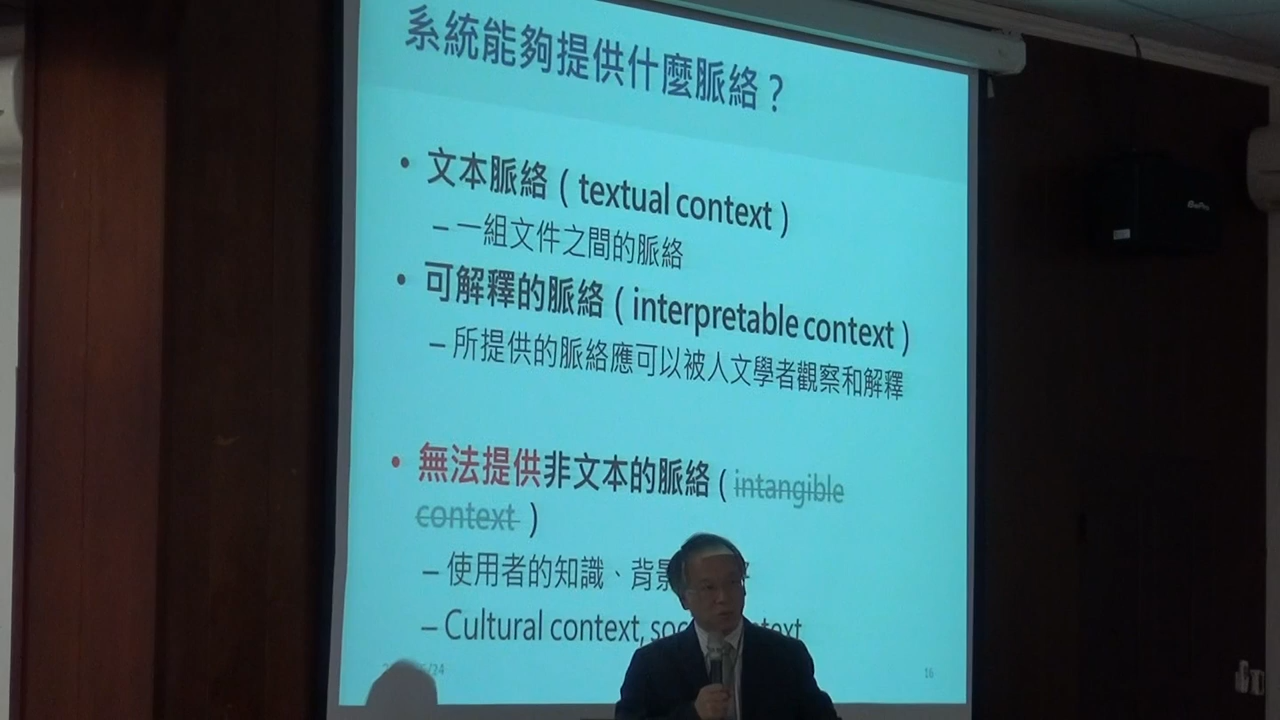 系統能夠提供什麼脈絡？
• 文本脈絡（textual context）
– 一組文件之間的脈絡
• 可解釋的脈絡（interpretable context）
– 所提供的脈絡應可以被人文學者觀察和解釋
• 無法提供非文本的脈絡（intangible
context）
– 使用者的知識、背景
– Cultural context,
/24
16